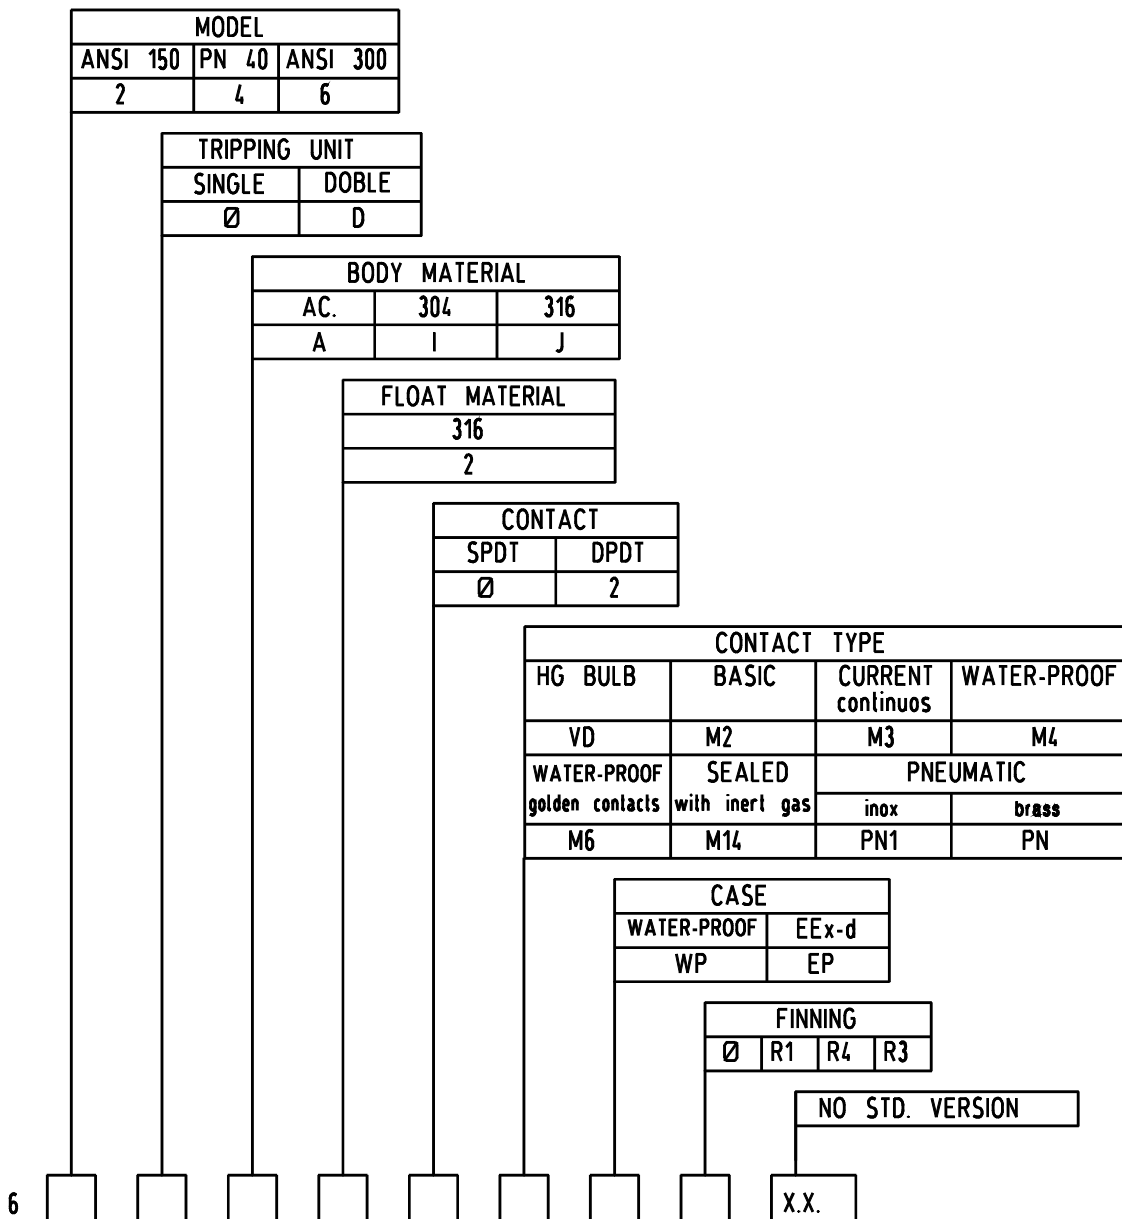 MODEL
ANSI 150 PN 40 ANSI 300
2 4 6
TRIPPING UNIT
SINGLE DOBLE
Ø D
BODY MATERIAL
AC. 304 316
A I J
FLOAT MATERIAL
316
2
CONTACT
SPDT DPDT
Ø 2
CONTACT TYPE
HG BULB BASIC CURRENT WATER-PROOF
continuos
VD M2 M3 M4
WATER-PROOF SEALED PNEUMATIC
golden contacts with inert gas inox brass
M6 M14 PN1 PN
CASE
WATER-PROOF EEx-d
WP EP
FINNING
Ø R1 R4 R3
NO STD. VERSION
6 X.X.